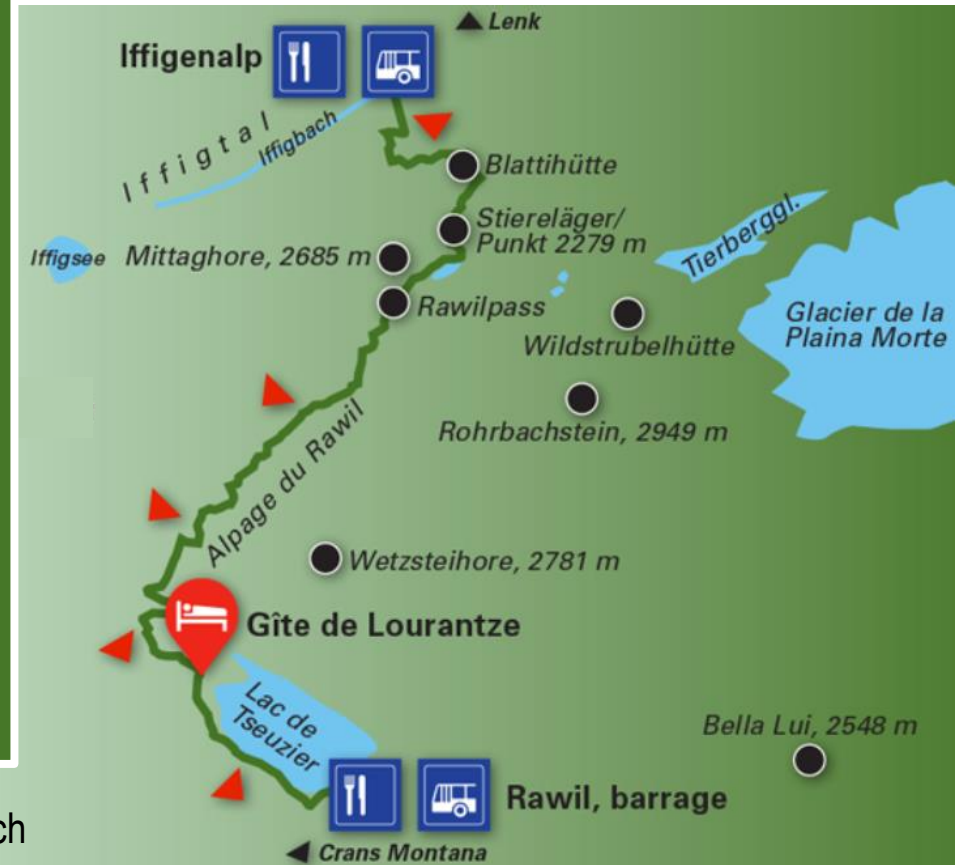 Lenk
Iffigenalp
Iffigtal
Iffigbach
Blattihütte
Stiereläger/
Punkt 2279 m
Tierberggl.
Iffigsee
Mittaghore, 2685 m
Rawilpass
Glacier de la
Plaina Morte
Wildstrubelhütte
Rohrbachstein, 2949 m
Alpage du Rawil
Wetzsteihore, 2781 m
Gîte de Lourantze
Lac de
Tseuzier
Bella Lui, 2548 m
Rawil, barrage
ch
Crans Montana